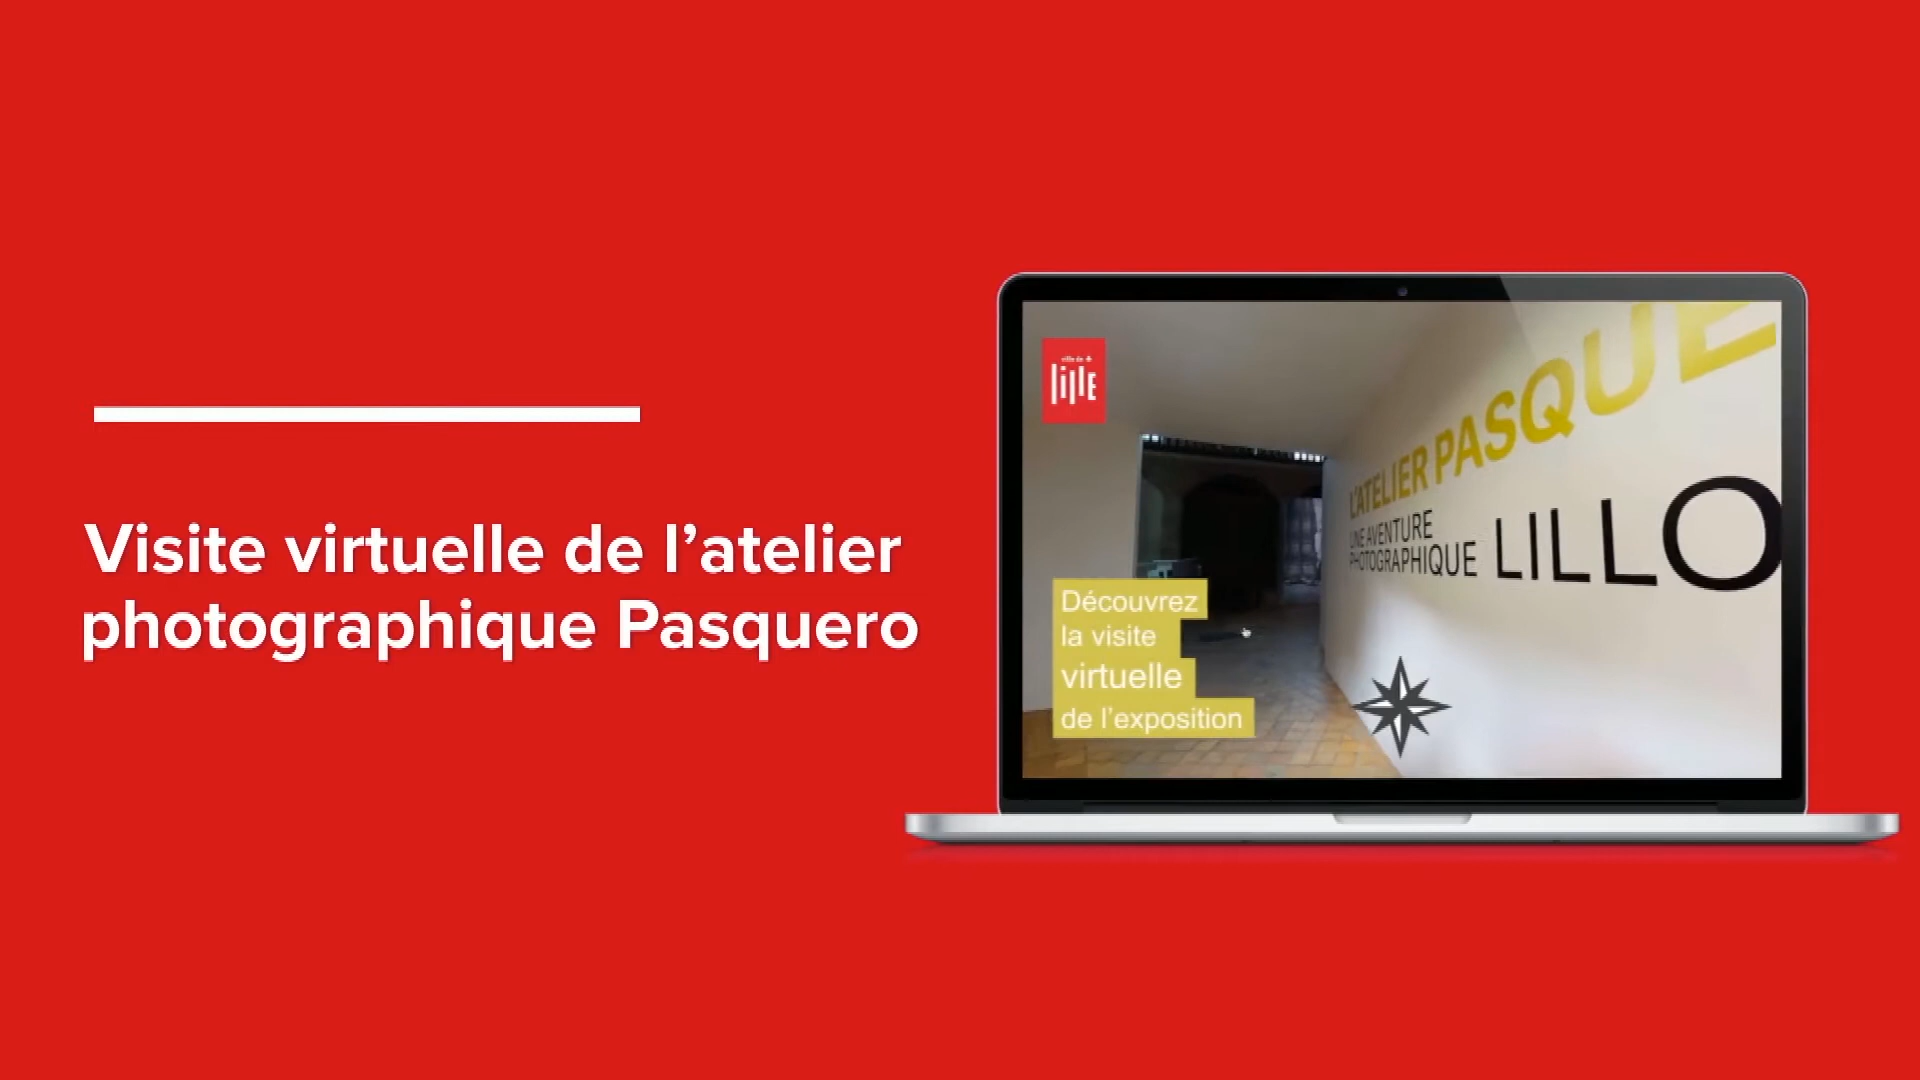 Visite virtuelle de l’atelier
photographique Pasquero
ville de
lille
L'ATELIER PASQUE
UNE AVENTURE
PHOTOGRAPHIQUE LILLO
Découvrez
la visite
virtuelle
de l’exposition